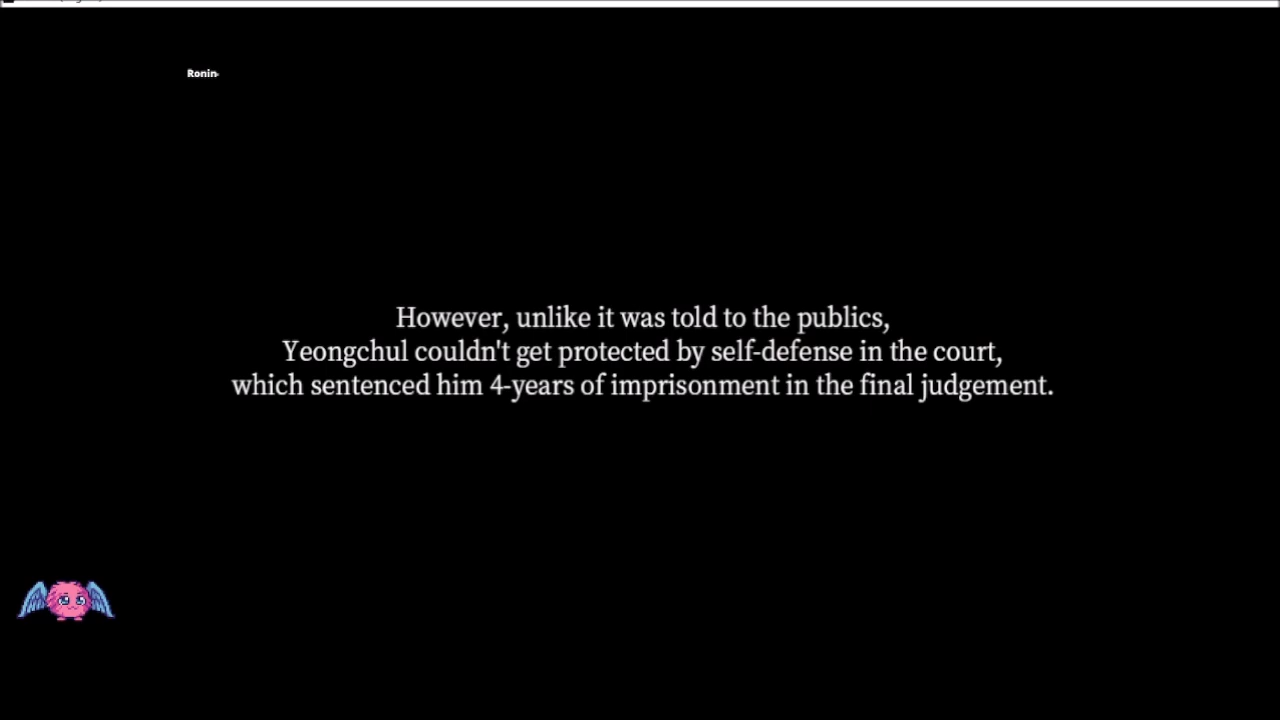 Ronin
However, unlike it was told to the publics,
Yeongchul couldn't get protected by self-defense in the court,
which sentenced him 4-years of imprisonment in the final judgement.